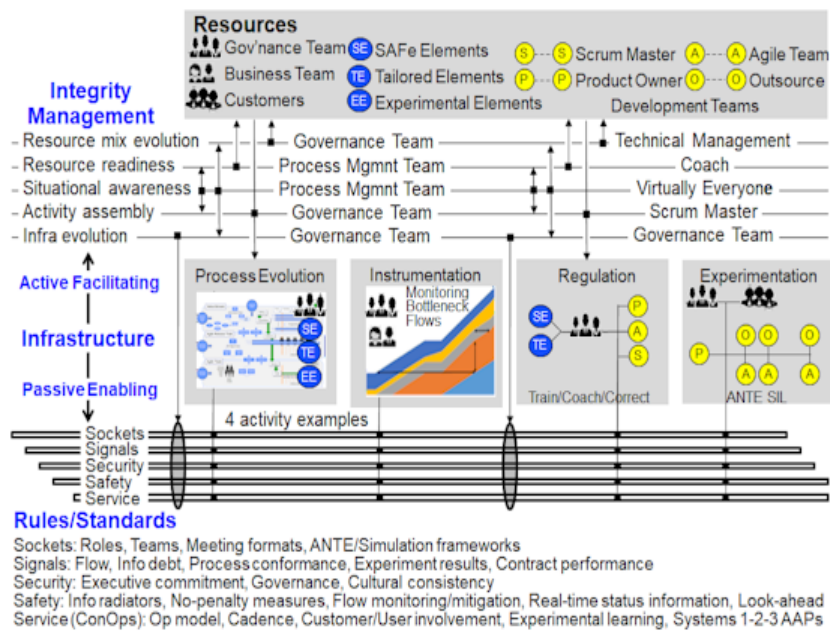 Resources
Gov'nance Team SE SAFe Elements S S Scrum Master A A Agile Team
Business Team TE Tailored Elements P P Product Owner O O Outsource
Customers EE Experimental Elements Development Teams
Integrity
Management
Resource mix evolution Governance Team Technical Management
Resource readiness Process Mgmnt Team Coach
Situational awareness Process Mgmnt Team Virtually Everyone
Activity assembly Governance Team Scrum Master
Infra evolution Governance Team Governance Team
Active Facilitating
Infrastructure
Passive Enabling
Process Evolution
SE
TE
EE
Instrumentation
Monitoring
Bottleneck
Flows
Regulation
SE
TE
P
A
S
Train/Coach/Correct
Experimentation
P
O O O
A A A
ANTE SIL
4 activity examples
Sockets
Signals
Security
Safety
Service
Rules/Standards
Sockets: Roles, Teams, Meeting formats, ANTE/Simulation frameworks
Signals: Flow, Info debt, Process conformance, Experiment results, Contract performance
Security: Executive commitment, Governance, Cultural consistency
Safety: Info radiators, No-penalty measures, Flow monitoring/mitigation, Real-time status information, Look-ahead
Service (ConOps): Op model, Cadence, Customer/User involvement, Experimental learning, Systems 1-2-3 AAPs